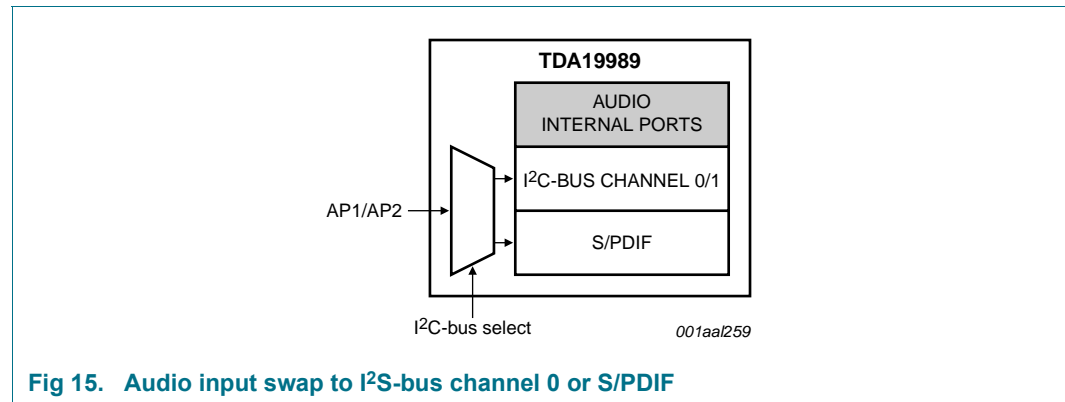 TDA19989
AUDIO
INTERNAL PORTS
I²C-BUS CHANNEL 0/1
AP1/AP2
S/PDIF
I²C-bus select
001aal259
Fig 15. Audio input swap to I²S-bus channel 0 or S/PDIF